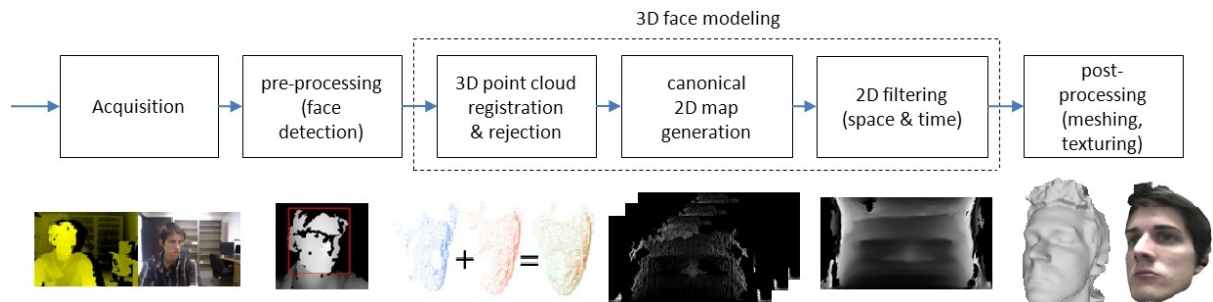 3D face modeling
Acquisition
pre-processing
(face
detection)
3D point cloud
registration
& rejection
canonical
2D map
generation
2D filtering
(space & time)
post-
processing
(meshing,
texturing)
+
=